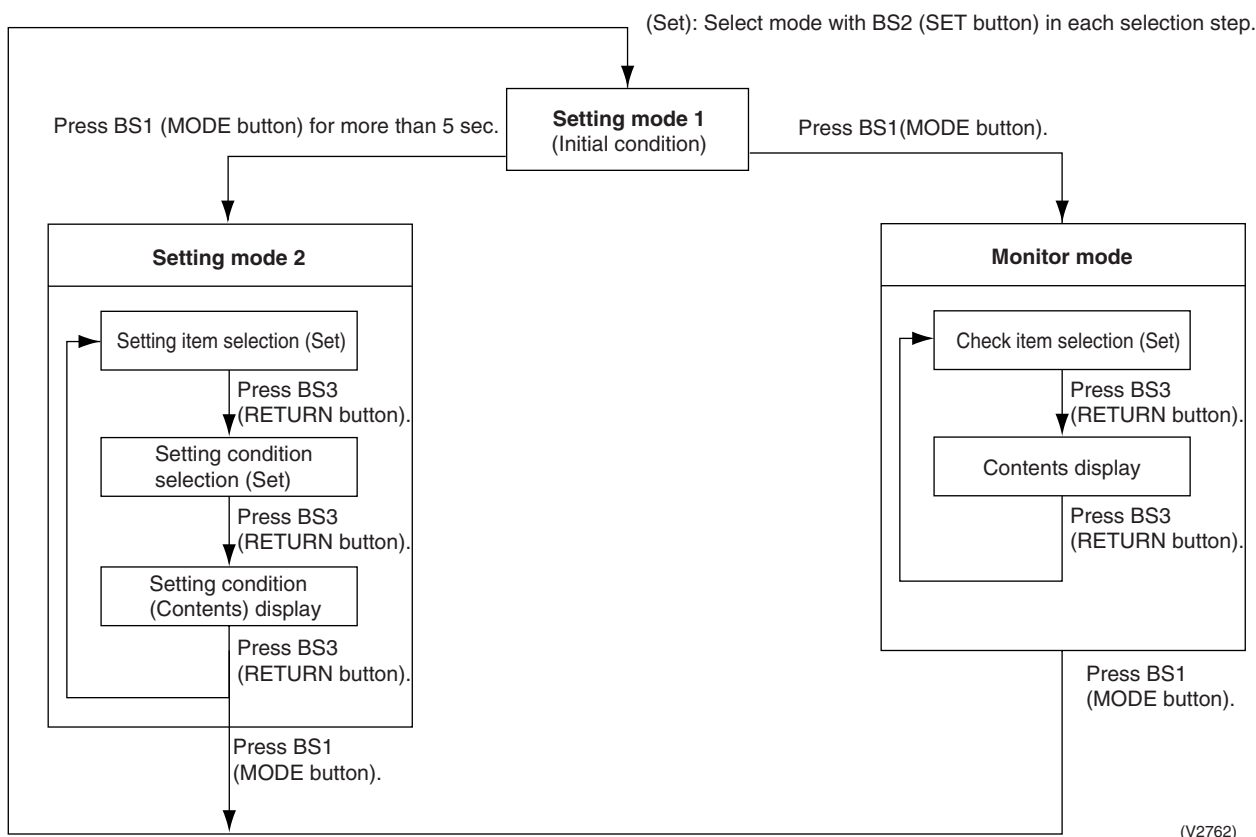 (Set): Select mode with BS2 (SET button) in each selection step.
Setting mode 1
(Initial condition)
Press BS1 (MODE button) for more than 5 sec.
Press BS1(MODE button).
Setting mode 2
Setting item selection (Set)
Press BS3
(RETURN button).
Setting condition
selection (Set)
Press BS3
(RETURN button).
Setting condition
(Contents) display
Press BS3
(RETURN button).
Press BS1
(MODE button).
Monitor mode
Check item selection (Set)
Press BS3
(RETURN button).
Contents display
Press BS3
(RETURN button).
Press BS1
(MODE button).
(V2762)